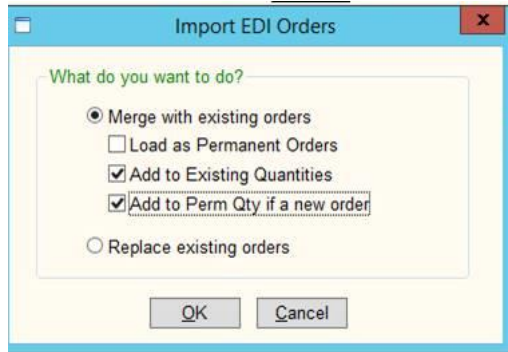 Import EDI Orders
x
What do you want to do?
Merge with existing orders
Load as Permanent Orders
Add to Existing Quantities
Add to Perm Qty if a new order
Replace existing orders
OK Cancel